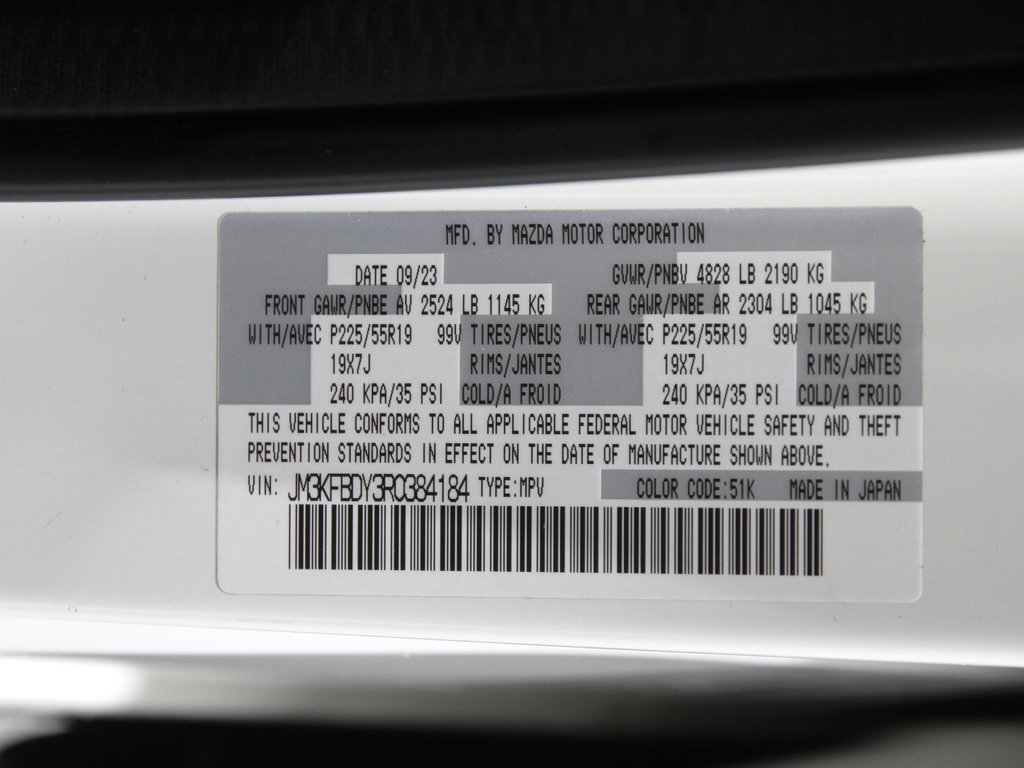 MFD. BY MAZDA MOTOR CORPORATION
DATE 09/23 GVWR/PNBV 4828 LB 2190 KG
FRONT GAWR/PNBE AV 2524 LB 1145 KG REAR GAWR/PNBE AR 2304 LB 1045 KG
WITH/AVEC P225/55R19 99V TIRES/PNEUS WITH/AVEC P225/55R19 99V TIRES/PNEUS
19X7J RIMS/JANTES 19X7J RIMS/JANTES
240 KPA/35 PSI COLD/A FROID 240 KPA/35 PSI COLD/A FROID
THIS VEHICLE CONFORMS TO ALL APPLICABLE FEDERAL MOTOR VEHICLE SAFETY AND THEFT
PREVENTION STANDARDS IN EFFECT ON THE DATE OF MANUFACTURE SHOWN ABOVE.
VIN: JM3KFBDY3R0384184 TYPE:MPV COLOR CODE:51K MADE IN JAPAN